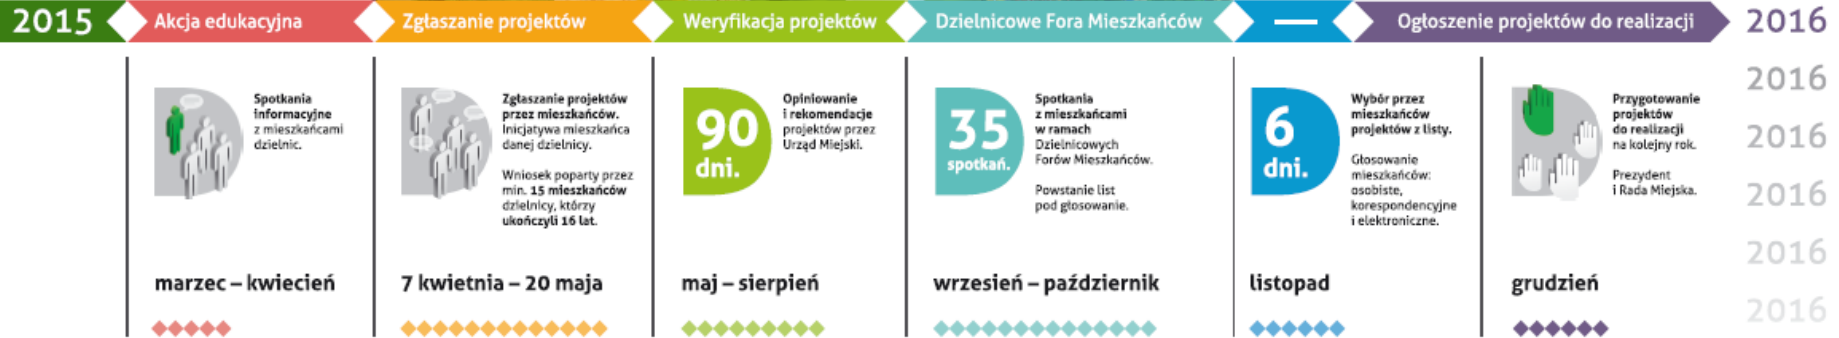 2015
Akcja edukacyjna
Zgłaszanie projektów
Weryfikacja projektów
Dzielnicowe Fora Mieszkańców
Ogłoszenie projektów do realizacji
2016
Spotkania
informacyjne
z mieszkańcami
dzielnic.
marzec – kwiecień
Zgłaszanie projektów
przez mieszkańców.
Inicjatywa mieszkańca
danej dzielnicy.
Wniosek poparty przez
min. 15 mieszkańców
dzielnicy, którzy
ukończyli 16 lat.
7 kwietnia – 20 maja
90
dni.
Opiniowanie
i rekomendacje
projektów przez
Urząd Miejski.
maj – sierpień
35
spotkań.
Spotkania
z mieszkańcami
w ramach
Dzielnicowych
Forów Mieszkańców.
Powstanie list
pod głosowanie.
wrzesień – październik
6
dni.
Wybór przez
mieszkańców
projektów z listy.
Głosowanie
mieszkańców:
osobiste,
korespondencyjne
i elektroniczne.
listopad
Przygotowanie
projektów
do realizacji
na kolejny rok.
Prezydent
i Rada Miejska.
grudzień
2016
2016
2016
2016
2016